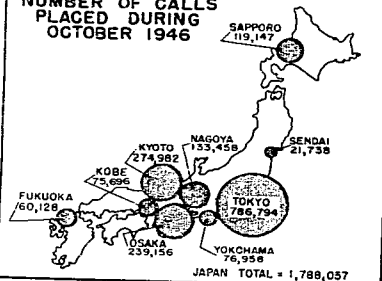 NUMBER OF CALLS
PLACED DURING
OCTOBER 1946
SAPPORO
119,147
NAGOYA
133,458
KYOTO
274,982
SENDAI
21,738
KOBE
75,696
FUKUOKA
60,128
TOKYO
786,794
OSAKA
239,156
YOKOHAMA
76,958
JAPAN TOTAL = 1,788,057